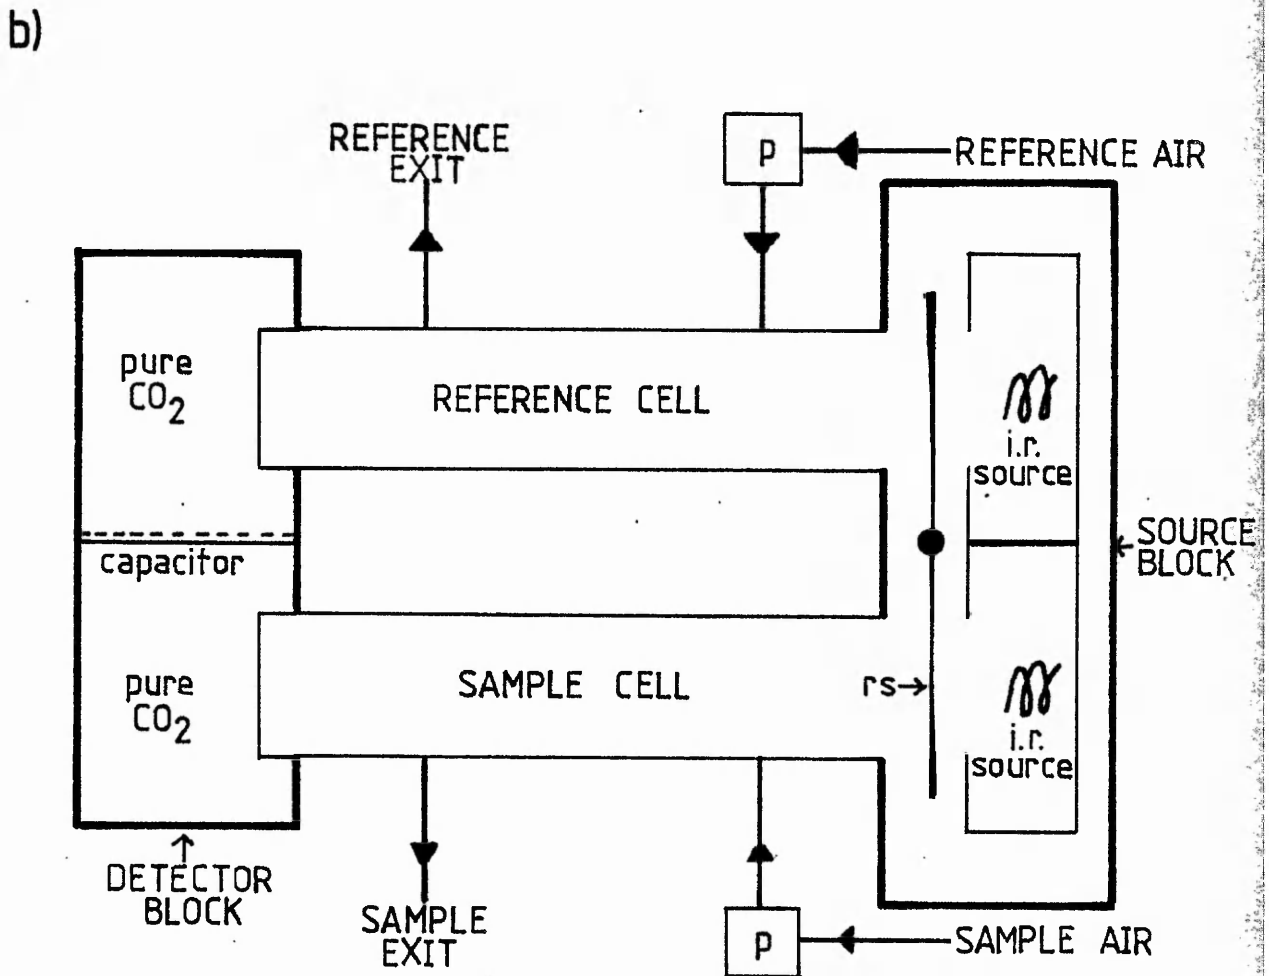 b)
REFERENCE
EXIT
P
REFERENCE AIR
pure
CO2
REFERENCE CELL
i.r.
source
capacitor
SOURCE
BLOCK
pure
CO2
SAMPLE CELL
rs
i.r.
source
DETECTOR
BLOCK
SAMPLE
EXIT
P
SAMPLE AIR